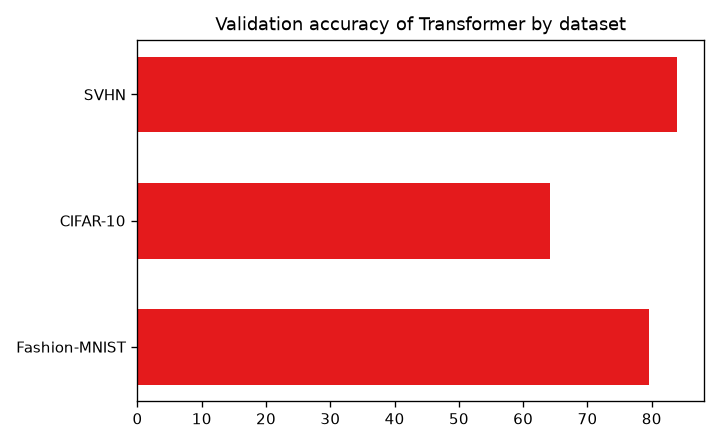 Validation accuracy of Transformer by dataset
SVHN
CIFAR-10
Fashion-MNIST
0 10 20 30 40 50 60 70 80